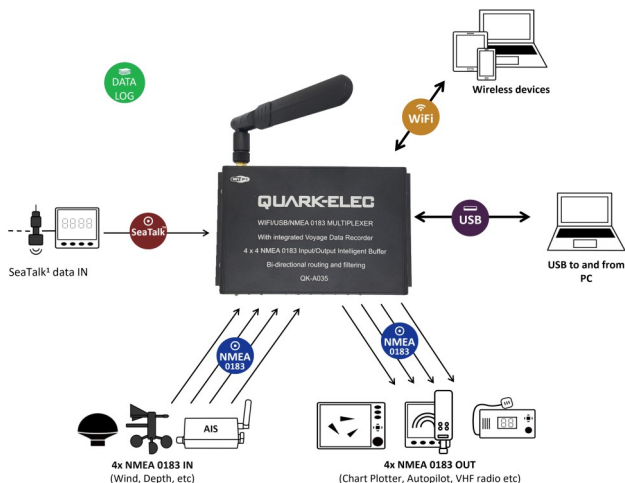 DATA
LOG
Wireless devices
WiFi
WiFi
QUARK-ELEC
WIFI/USB/NMEA 0183 MULTIPLEXER
With integrated Voyage Data Recorder
4 x 4 NMEA 0183 Input/Output Intelligent Buffer
Bi-directional routing and filtering
QK-A035
8888
SeaTalk¹
USB
SeaTalk¹ data IN
USB to and from
PC
NMEA
0183
NMEA
0183
AIS
88
4x NMEA 0183 IN
(Wind, Depth, etc)
4x NMEA 0183 OUT
(Chart Plotter, Autopilot, VHF radio etc)